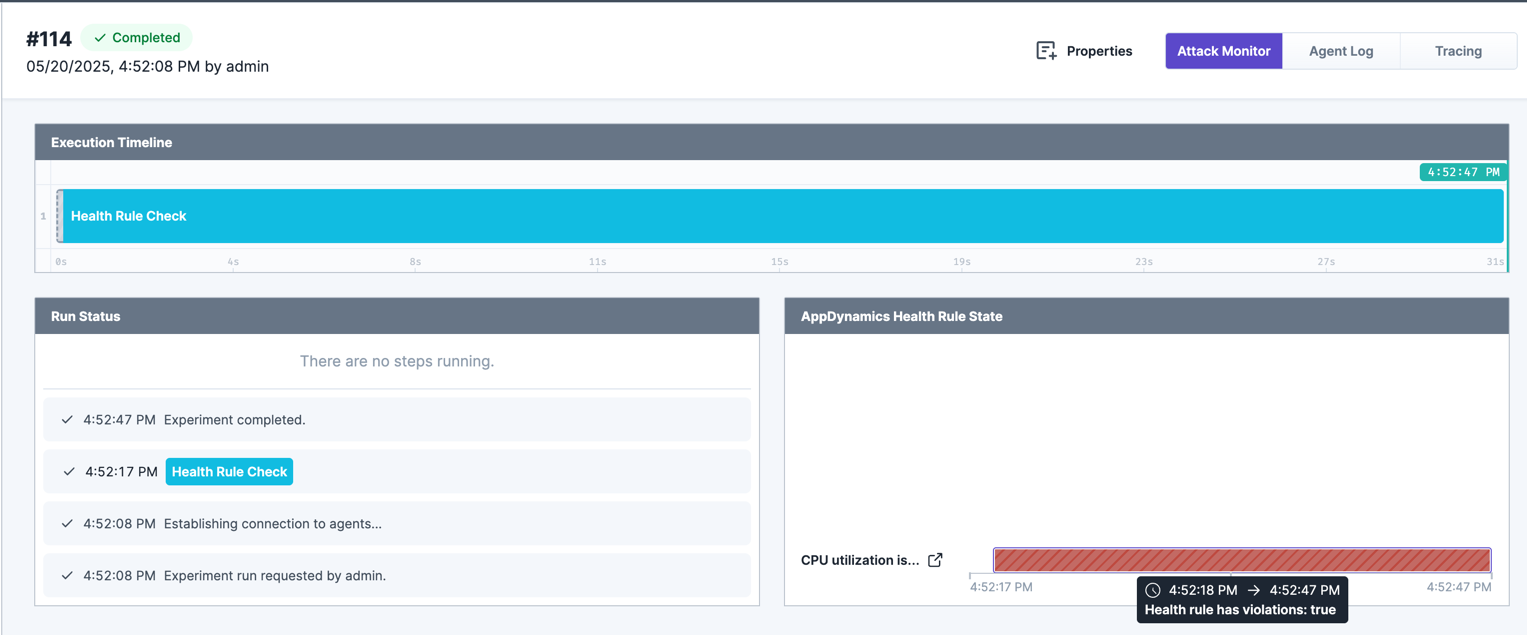 #114 Completed
05/20/2025, 4:52:08 PM by admin
Properties
Attack Monitor
Agent Log
Tracing
Execution Timeline
4:52:47 PM
1
Health Rule Check
0s 4s 8s 11s 15s 19s 23s 27s 31s
Run Status
There are no steps running.
4:52:47 PM Experiment completed.
4:52:17 PM Health Rule Check
4:52:08 PM Establishing connection to agents...
4:52:08 PM Experiment run requested by admin.
AppDynamics Health Rule State
CPU utilization is...
4:52:17 PM
4:52:47 PM
4:52:18 PM → 4:52:47 PM
Health rule has violations: true